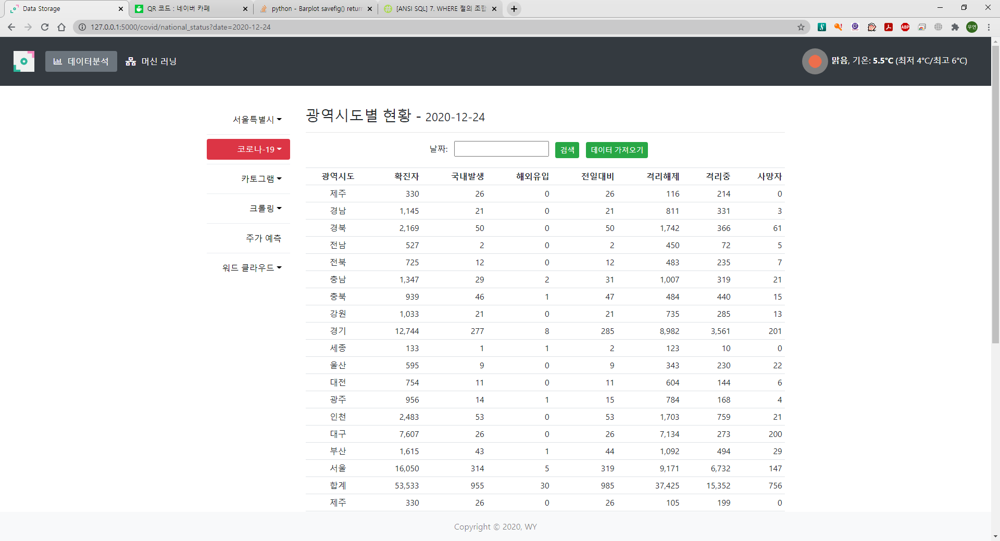 Data Storage
QR 코드 : 네이버 카페
python - Barplot savefig() return
[ANSI SQL] 7. WHERE 절의 조합
127.0.0.1:5000/covid/national_status?date=2020-12-24
ABP
우연
데이터분석 머신 러닝
맑음, 기온: 5.5℃ (최저 4℃/최고 6℃)
서울특별시
코로나-19
카토그램
크롤링
주가 예측
워드 클라우드
광역시도별 현황 - 2020-12-24
날짜: 검색 데이터 가져오기
광역시도 확진자 국내발생 해외유입 전일대비 격리해제 격리중 사망자
제주 330 26 0 26 116 214 0
경남 1,145 21 0 21 811 331 3
경북 2,169 50 0 50 1,742 366 61
전남 527 2 0 2 450 72 5
전북 725 12 0 12 483 235 7
충남 1,347 29 2 31 1,007 319 21
충북 939 46 1 47 484 440 15
강원 1,033 21 0 21 735 285 13
경기 12,744 277 8 285 8,982 3,561 201
세종 133 1 1 2 123 10 0
울산 595 9 0 9 343 230 22
대전 754 11 0 11 604 144 6
광주 956 14 1 15 784 168 4
인천 2,483 53 0 53 1,703 759 21
대구 7,607 26 0 26 7,134 273 200
부산 1,615 43 1 44 1,092 494 29
서울 16,050 314 5 319 9,171 6,732 147
합계 53,533 955 30 985 37,425 15,352 756
제주 330 26 0 26 105 199 0
Copyright © 2020, WY